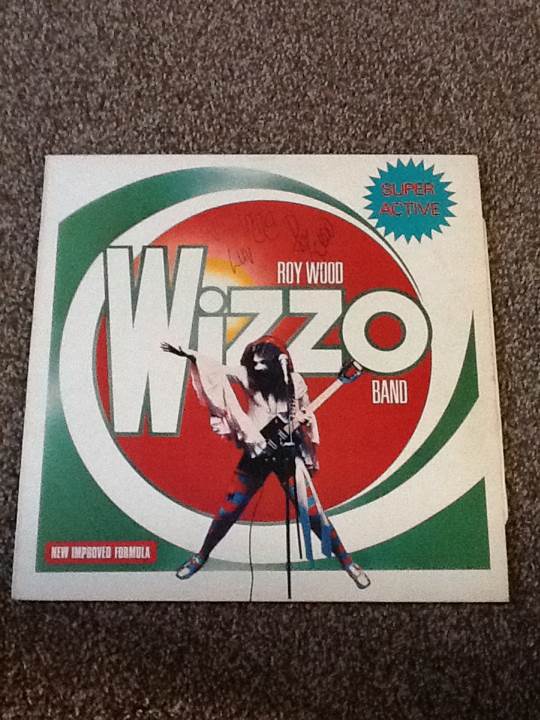 SUPER
ACTIVE
ROY WOOD
Wizzo
BAND
NEW IMPROVED FORMULA